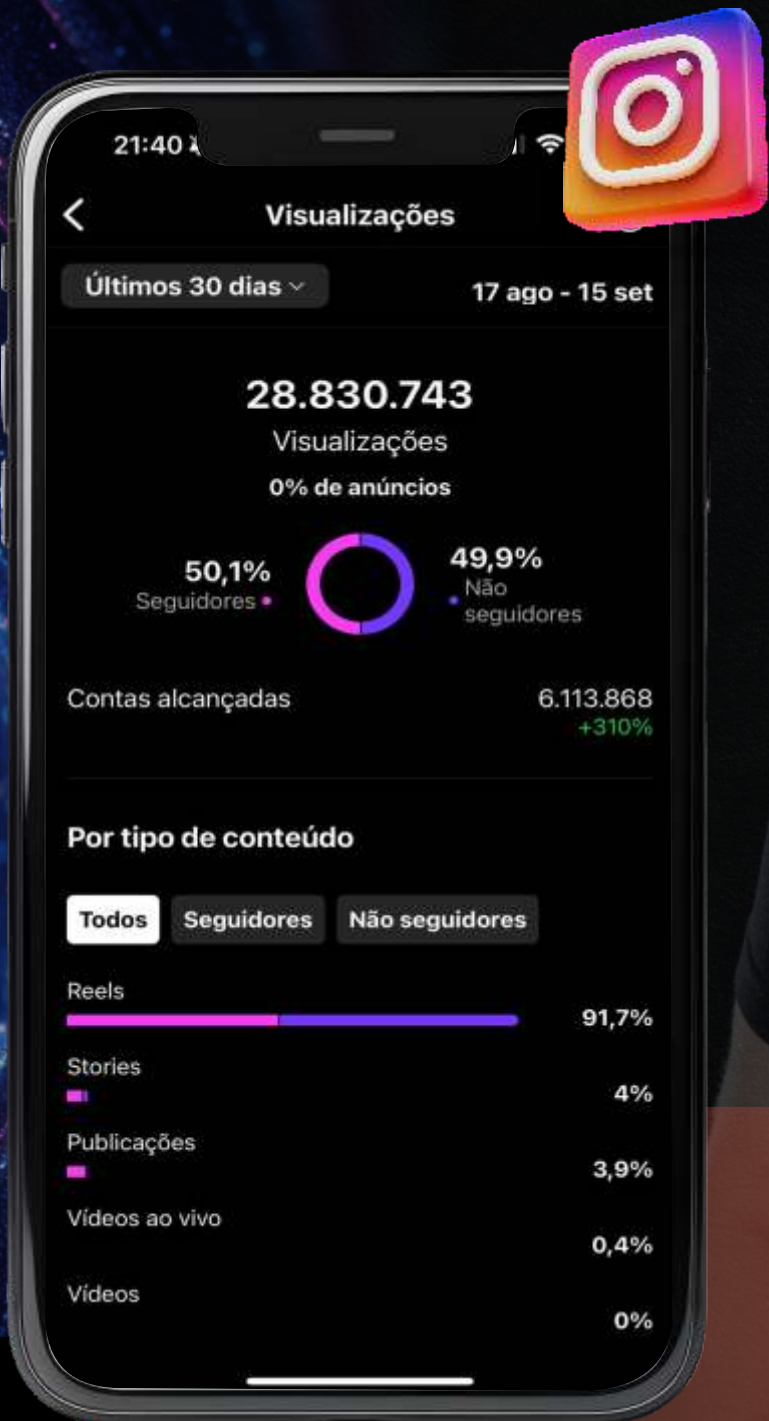 21:40
Visualizações
Últimos 30 dias
17 ago - 15 set
28.830.743
Visualizações
0% de anúncios
50,1%
Seguidores
49,9%
Não
seguidores
Contas alcançadas
6.113.868
+310%
Por tipo de conteúdo
Todos
Seguidores
Não seguidores
Reels
91,7%
Stories
4%
Publicações
3,9%
Vídeos ao vivo
0,4%
Vídeos
0%